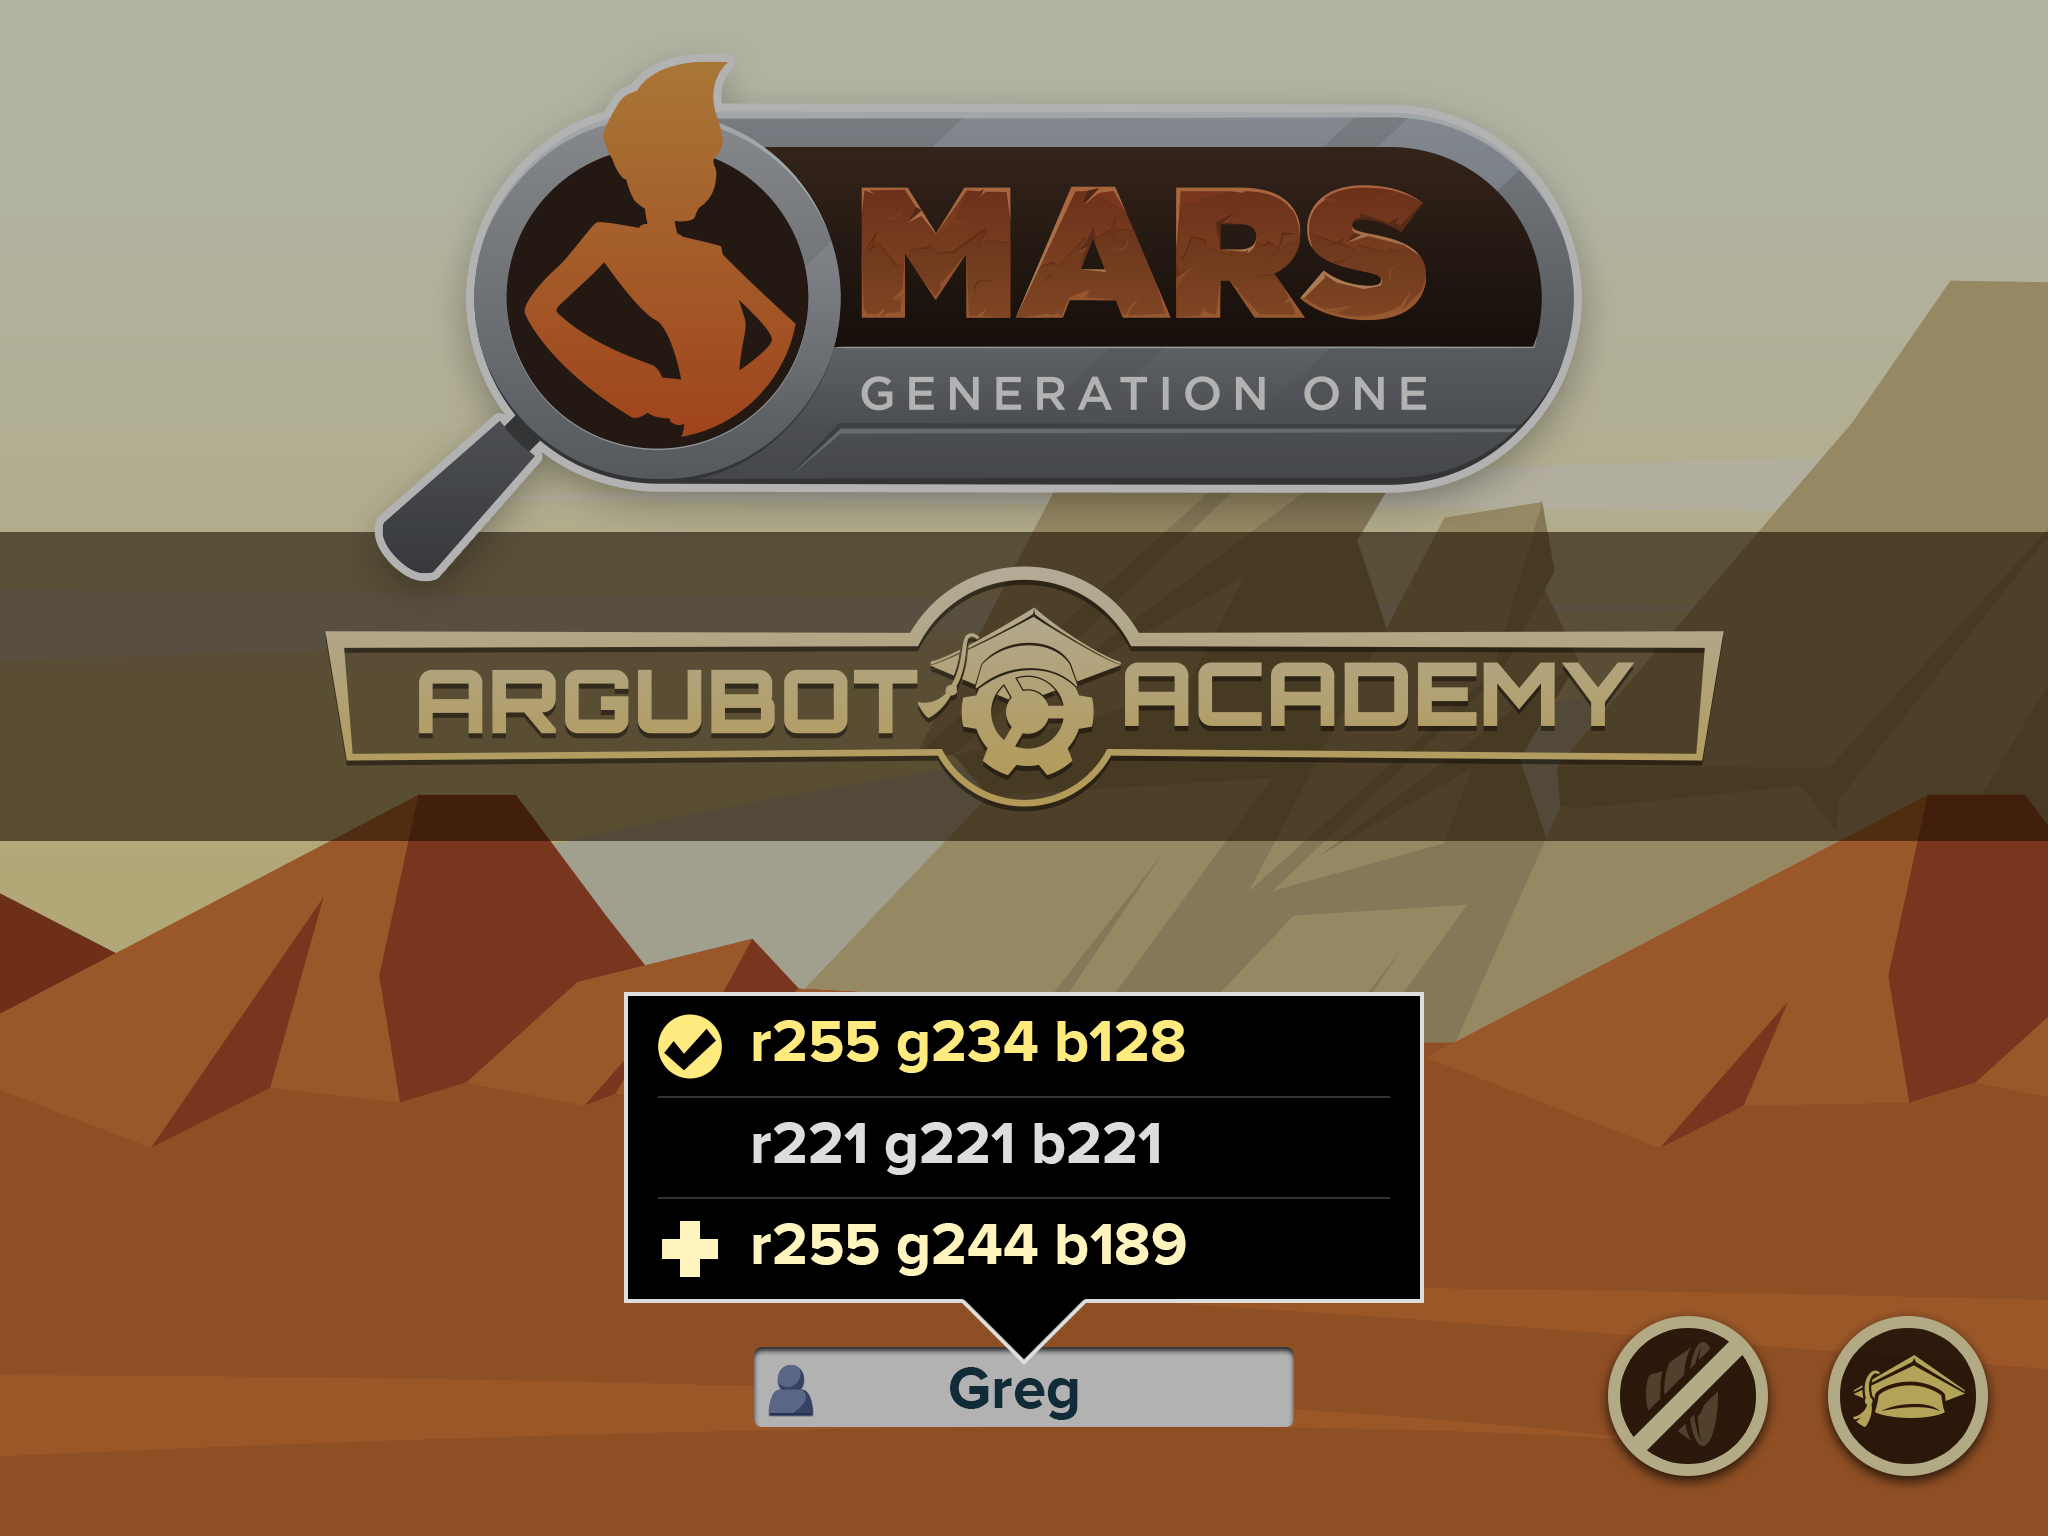 MARS
GENERATION ONE
ARGUBOT ACADEMY
r255 g234 b128
r221 g221 b221
r255 g244 b189
Greg